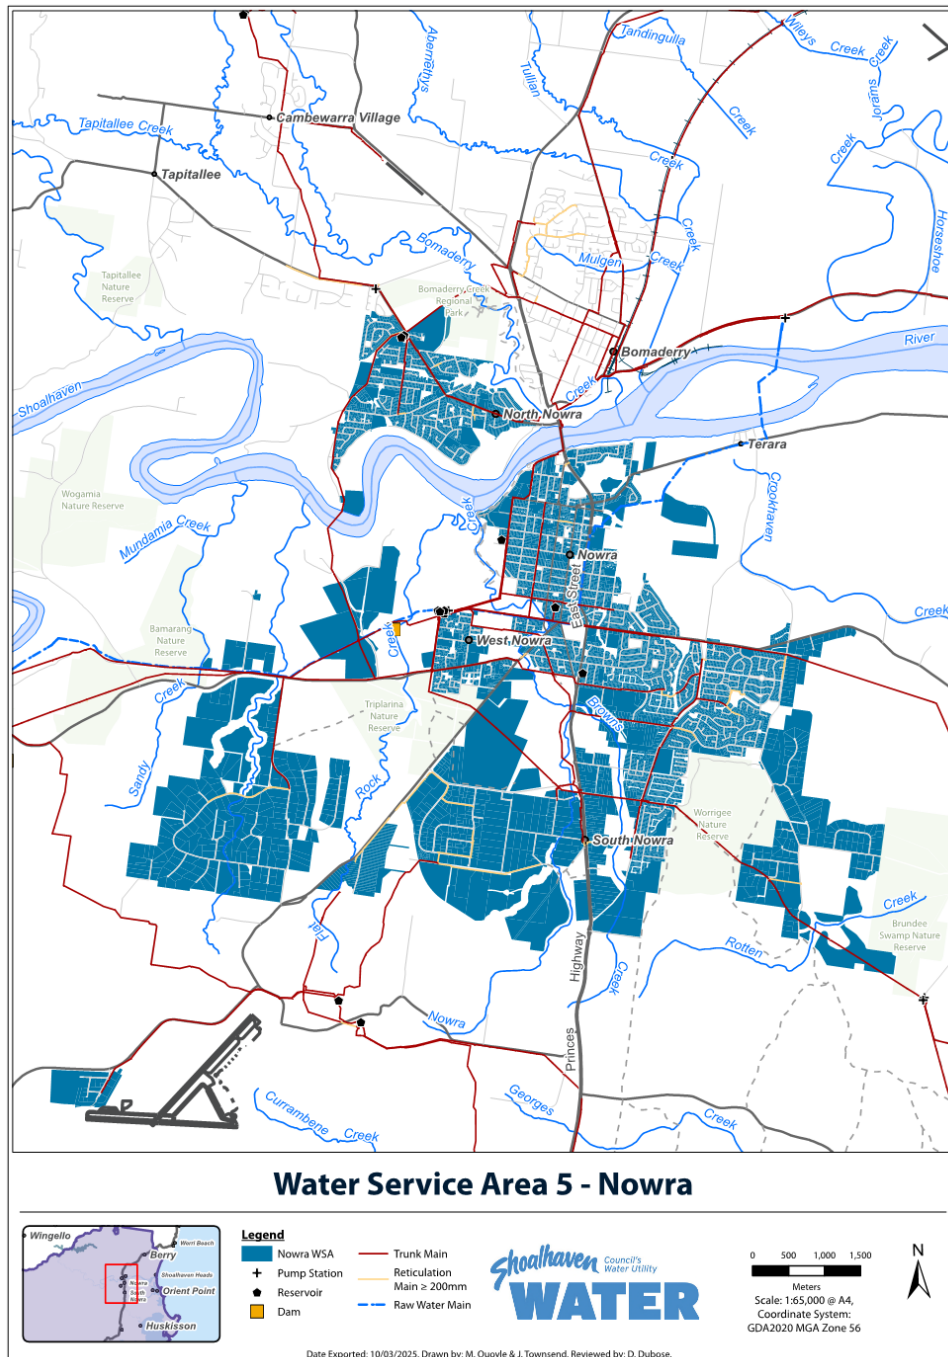 Wileys
Creek
Tandingulla
Abernethys
Tullian
Creek
Jorams
Creek
Cambewarra Village
Tapitallee Creek
Creek
Creek
Tapitallee
Creek
Horseshoe
Bomaderry
Mulgen
Creek
Tapitallee
Nature
Reserve
Bomaderry Creek
Regional
Park
River
Bomaderry
Shoalhaven
Creek
North Nowra
Terara
Wogamia
Nature Reserve
Crookhaven
Mundamia Creek
Creek
Nowra
East Street
Creek
Bamarang
Nature
Reserve
Creek
West Nowra
Creek
Triplarina
Nature
Reserve
Browns
Sandy
Rock
Worrigee
Nature
Reserve
South Nowra
Creek
Brundee
Swamp Nature
Reserve
Flat
Rotten
Highway
Creek
Nowra
Princes
Currambene
Creek
Georges
Creek
Water Service Area 5 - Nowra
Wingello
Worri Beach
Berry
Shoalhaven Heads
Nowra
South
Nowra
Orient Point
Huskisson
Legend
Nowra WSA
Pump Station
Reservoir
Dam
Trunk Main
Reticulation
Main ≥ 200mm
Raw Water Main
Shoalhaven Council's
Water Utility
WATER
0 500 1,000 1,500
Meters
Scale: 1:65,000 @ A4,
Coordinate System:
GDA2020 MGA Zone 56
N
Date Exported: 10/03/2025. Drawn by: M. Quoyle & J. Townsend. Reviewed by: D. Dubose.